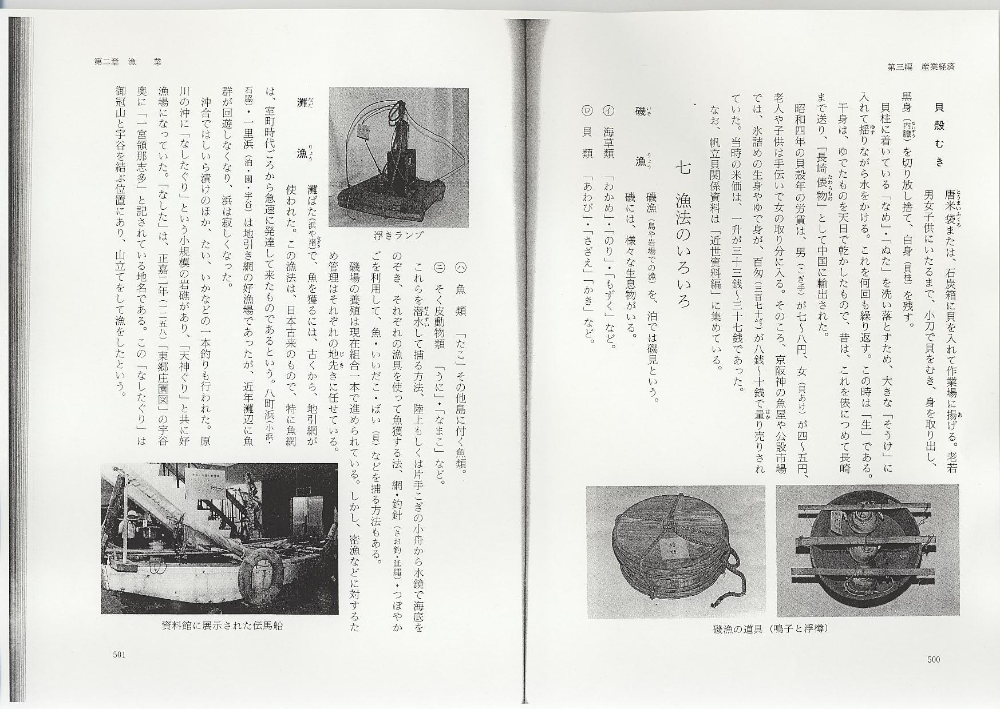 第三編　産業経済
貝殻むき
唐米袋または、石炭箱に貝を入れて作業場に揚げる。老若
男女子供にいたるまで、小刀で貝をむき、身を取り出し、
黒身（内臓）を切り放し捨て、白身（貝柱）を残す。
貝柱に着いている「なめ」・「ぬた」を洗い落とすため、大きな「そうけ」に
入れて揺りながら水をかける。これを何回も繰り返す。この時は「生」である。
干身は、ゆでたものを天日で乾かしたもので、昔は、これを俵につめて長崎
まで送り、「長崎俵物」として中国に輸出された。
昭和四年の貝殻年の労賃は、男（こぎ手）が七〜八円、女（貝あけ）が四〜五円、
老人や子供は手伝いで女の取り分に入る。そのころ、京阪神の魚屋や公設市場
では、氷詰めの生身やゆで身が、百匆（三百七十グラム）が八銭〜十銭で量り売りされ
ていた。当時の米価は、一升が三十三銭〜三十七銭であった。
なお、帆立貝関係資料は「近世資料編」に集めている。
七　漁法のいろいろ
磯漁
磯漁（島や岩場での漁）を、泊では磯見という。
磯には、様々な生息物がいる。
㋑　海草類　「わかめ」・「のり」・「もずく」など。
㋺　貝　類　「あわび」・「さざえ」「かき」など。
磯漁の道具（鳴子と浮樽）
500
第二章　漁　業
㋩　魚　類　「たこ」その他島に付く魚類。
㊁　そく皮動物類　「うに」・「なまこ」など。
これらを潜水して捕る方法、陸上もしくは片手こぎの小舟から水鏡で海底を
のぞき、それぞれの漁具を使って魚獲する法、網・釣針（さお釣・延縄）・つぼやか
ごを利用して、魚・いいだこ・ばい（貝）などを捕る方法もある。
磯場の養殖は現在組合一本で進められている。しかし、密漁などに対するた
め管理はそれぞれの地先きに任せている。
浮きランプ
灘漁
灘ばた（浜や渚）で、魚を獲るには、古くから、地引網が
使われた。この漁法は、日本古来のもので、特に魚網
は、室町時代ごろから急速に発達して来たものであるという。八町浜（小浜・
石脇）・一里浜（泊・園・宇谷）は地引き網の好漁場であったが、近年灘辺に魚
群が回遊しなくなり、浜は寂しくなった。
沖合ではしいら漬けのほか、たい、いかなどの一本釣りも行われた。原
川の沖に「なしたぐり」という小規模の岩礁があり、「天神ぐり」と共に好
漁場になっていた。「なした」は、正嘉二年（一二五八）「東郷庄園図」の宇谷
奥に「一宮領那志多」と記されている地名である。この「なしたぐり」は
御冠山と宇谷を結ぶ位置にあり、山立てをして漁をしたという。
資料館に展示された伝馬船
501